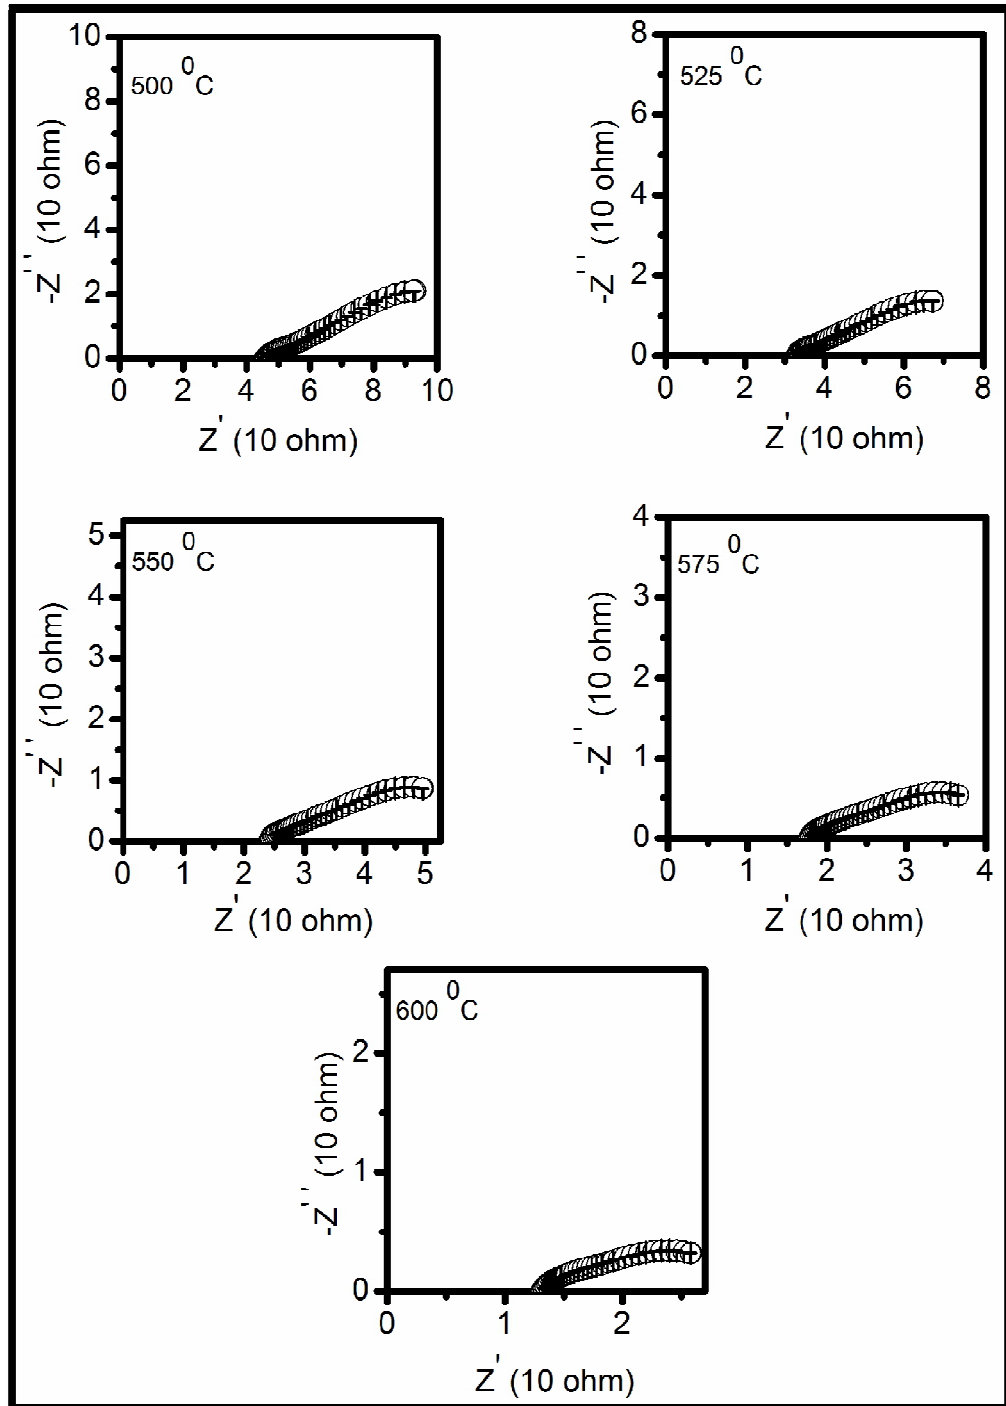 10
8
6
4
2
0
500 ⁰C
-Z'' (10 ohm)
0 2 4 6 8 10
Z' (10 ohm)
8
6
4
2
0
525 ⁰C
-Z'' (10 ohm)
0 2 4 6 8
Z' (10 ohm)
5
4
3
2
1
0
550 ⁰C
-Z'' (10 ohm)
0 1 2 3 4 5
Z' (10 ohm)
4
3
2
1
0
575 ⁰C
-Z'' (10 ohm)
0 1 2 3 4
Z' (10 ohm)
2
1
0
600 ⁰C
-Z'' (10 ohm)
0 1 2
Z' (10 ohm)